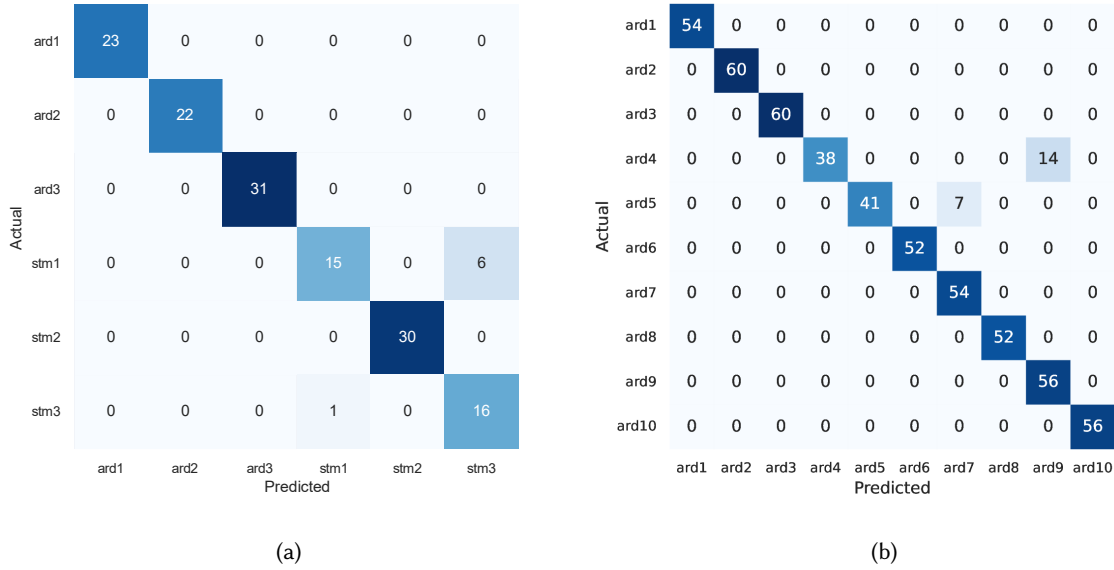 ard1 23 0 0 0 0 0
ard2 0 22 0 0 0 0
ard3 0 0 31 0 0 0
stm1 0 0 0 15 0 6
stm2 0 0 0 0 30 0
stm3 0 0 0 1 0 16
Actual
ard1 ard2 ard3 stm1 stm2 stm3
Predicted
(a)
ard1 54 0 0 0 0 0 0 0 0 0
ard2 0 60 0 0 0 0 0 0 0 0
ard3 0 0 60 0 0 0 0 0 0 0
ard4 0 0 0 38 0 0 0 0 14 0
ard5 0 0 0 0 41 0 7 0 0 0
ard6 0 0 0 0 0 52 0 0 0 0
ard7 0 0 0 0 0 0 54 0 0 0
ard8 0 0 0 0 0 0 0 52 0 0
ard9 0 0 0 0 0 0 0 0 56 0
ard10 0 0 0 0 0 0 0 0 0 56
Actual
ard1 ard2 ard3 ard4 ard5 ard6 ard7 ard8 ard9 ard10
Predicted
(b)